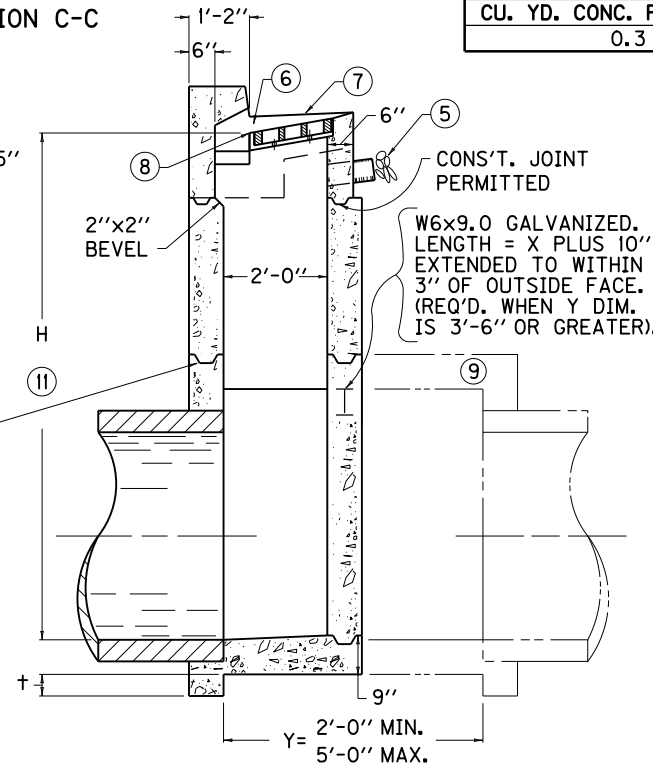 ION C-C
1'-2"
CU. YD. CONC. F
0.3
6"
6
7
6"
5
5"
8
CONS'T. JOINT
PERMITTED
2"x2"
BEVEL
W6x9.0 GALVANIZED.
LENGTH = X PLUS 10"
EXTENDED TO WITHIN
3" OF OUTSIDE FACE.
(REQ'D. WHEN Y DIM.
IS 3'-6" OR GREATER).
2'-0"
H
11
9
†
9"
Y= 2'-0" MIN.
5'-0" MAX.